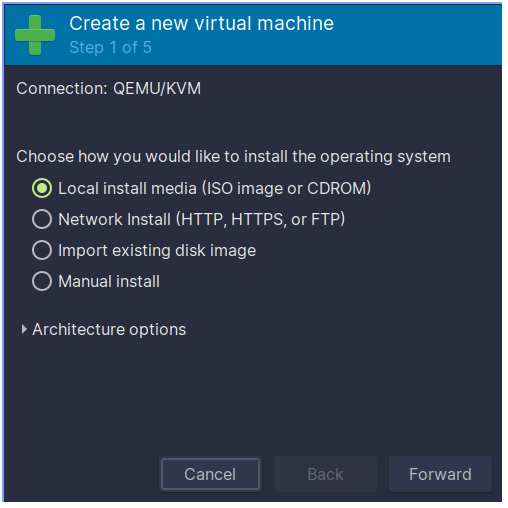 Create a new virtual machine
Step 1 of 5
Connection: QEMU/KVM
Choose how you would like to install the operating system
Local install media (ISO image or CDROM)
Network Install (HTTP, HTTPS, or FTP)
Import existing disk image
Manual install
Architecture options
Cancel Back Forward